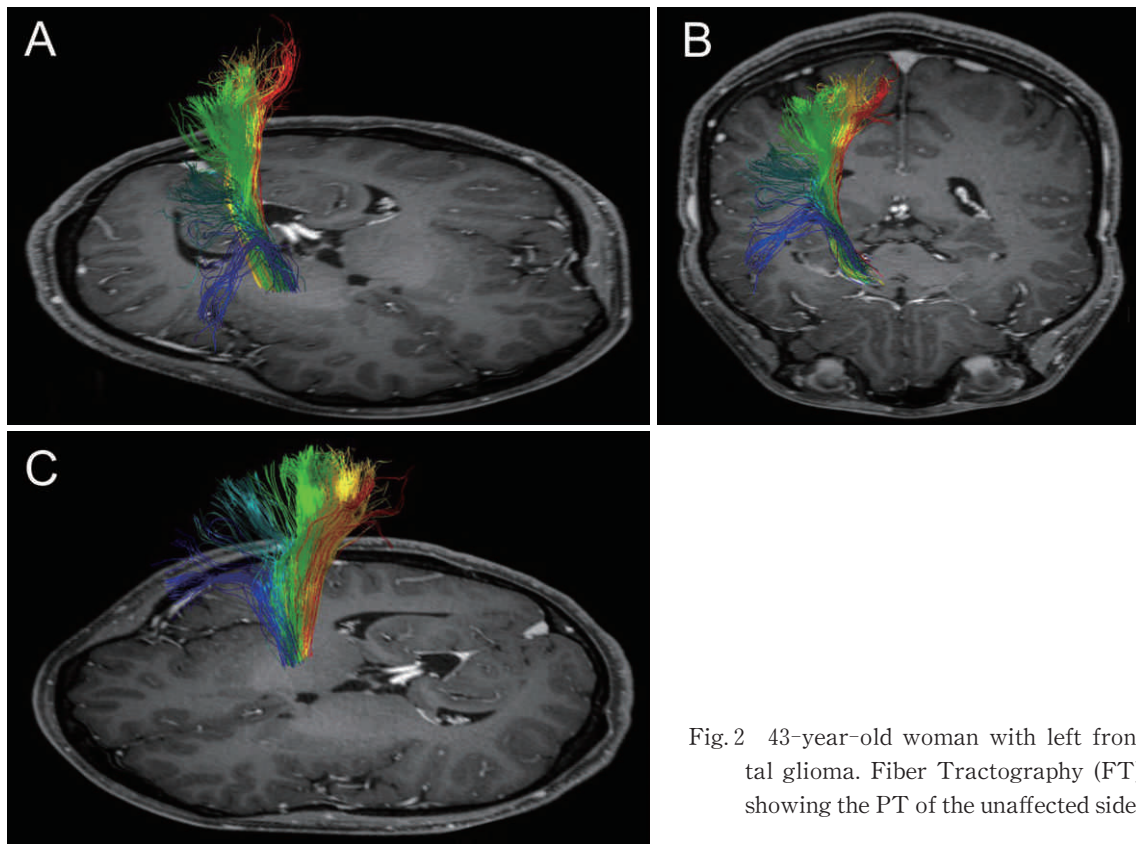 A
B
C
Fig. 2 43-year-old woman with left fron-
tal glioma. Fiber Tractography (FT)
showing the PT of the unaffected side